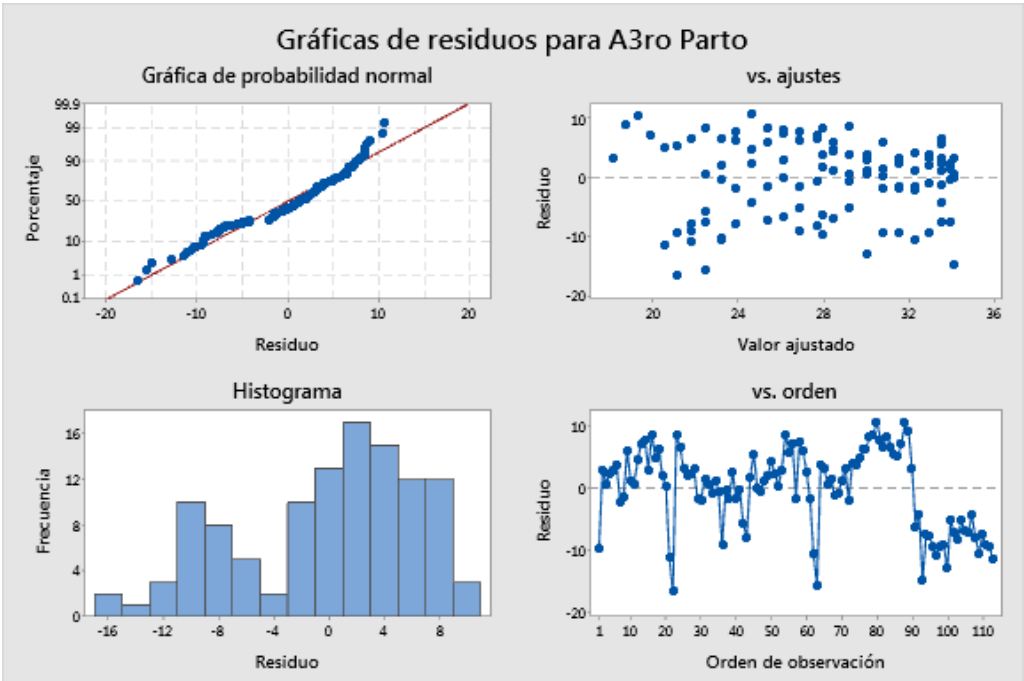 Gráficas de residuos para A3ro Parto
Gráfica de probabilidad normal
99.9
99
90
50
10
1
0.1
Porcentaje
-20 -10 0 10 20
Residuo
vs. ajustes
10
0
-10
-20
Residuo
20 24 28 32 36
Valor ajustado
Histograma
16
12
8
4
0
Frecuencia
-16 -12 -8 -4 0 4 8
Residuo
vs. orden
10
0
-10
-20
Residuo
1 10 20 30 40 50 60 70 80 90 100 110
Orden de observación